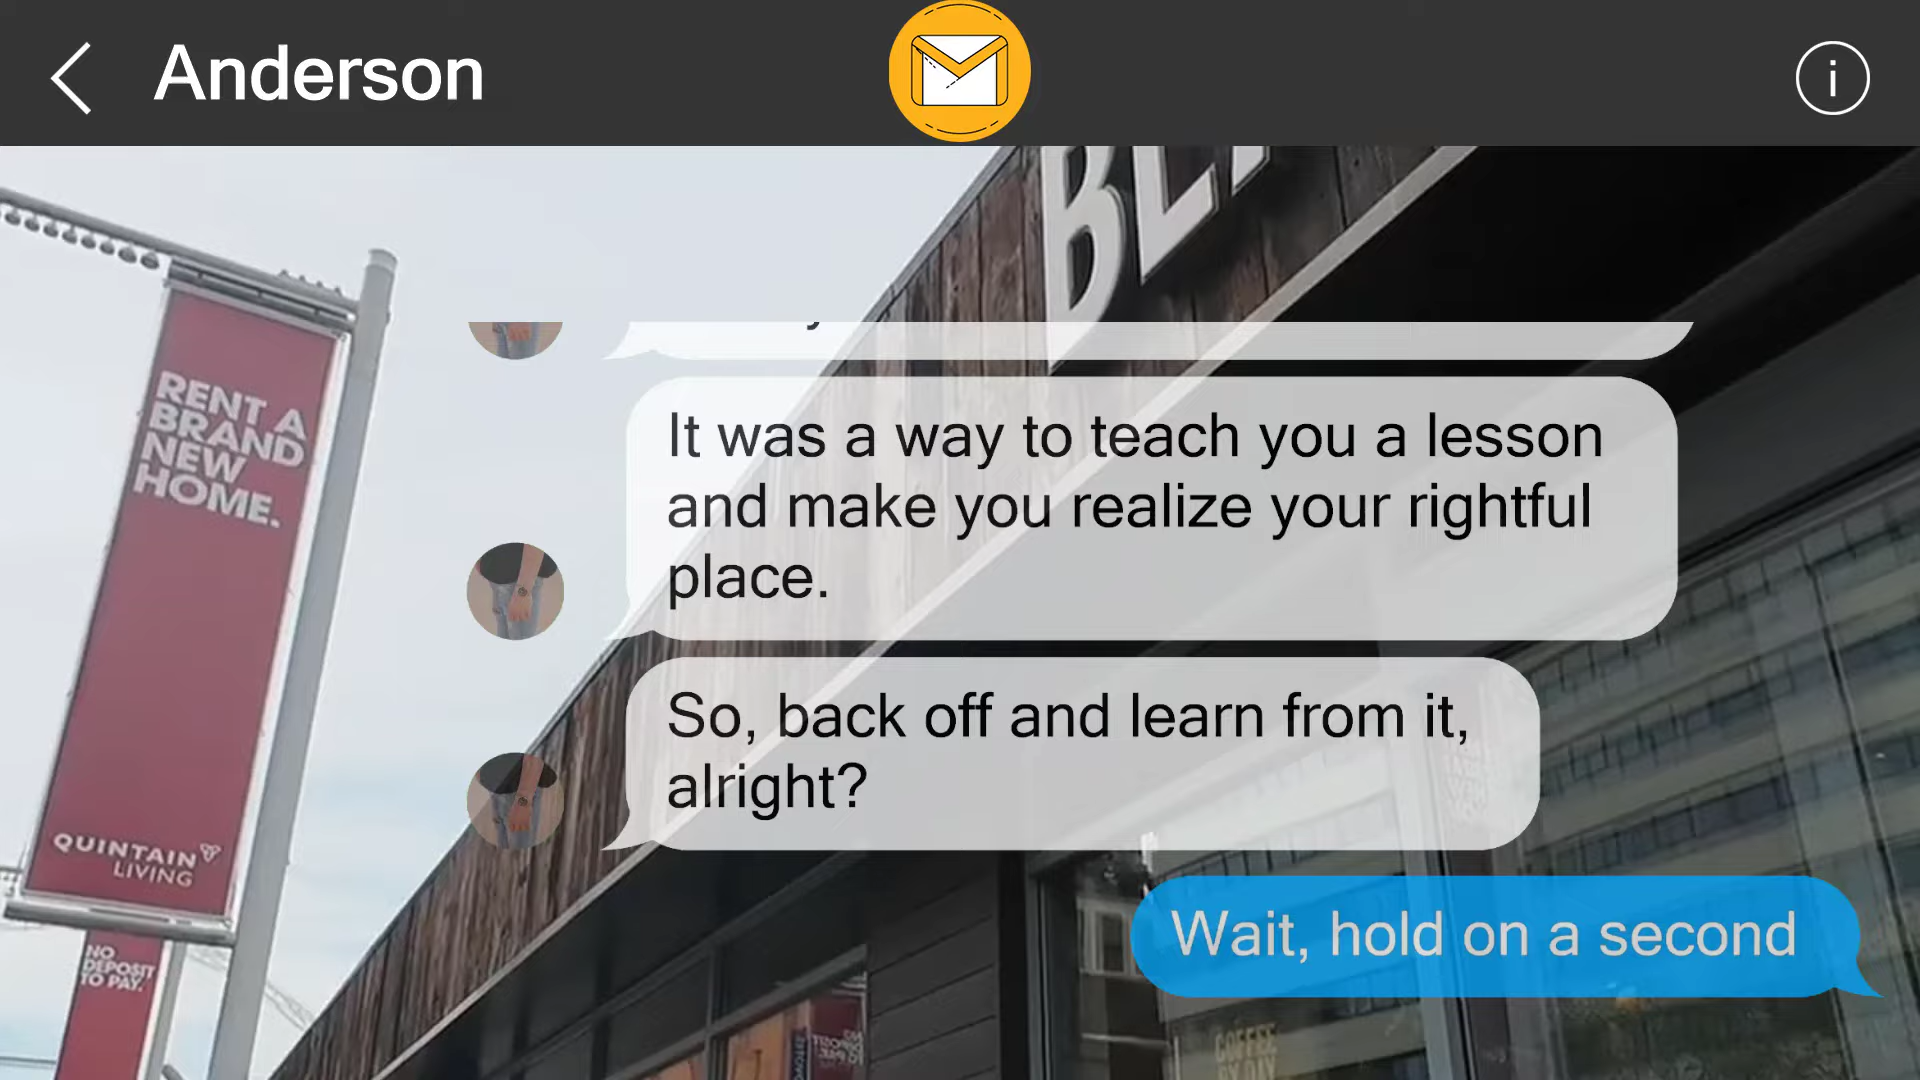 Anderson
It was a way to teach you a lesson
and make you realize your rightful
place.
So, back off and learn from it,
alright?
Wait, hold on a second
RENT A
BRAND
NEW
HOME.
QUINTAIN
LIVING
NO
DEPOSIT
TO PAY.
COFFEE